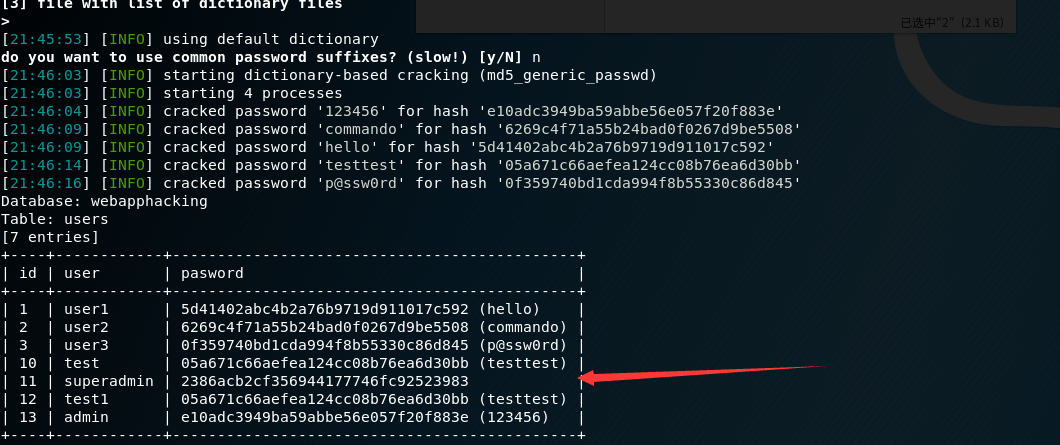 [3] file with list of dictionary files
>
已选中“2” (2.1 KB)
[21:45:53] [INFO] using default dictionary
do you want to use common password suffixes? (slow!) [y/N] n
[21:46:03] [INFO] starting dictionary-based cracking (md5_generic_passwd)
[21:46:03] [INFO] starting 4 processes
[21:46:04] [INFO] cracked password '123456' for hash 'e10adc3949ba59abbe56e057f20f883e'
[21:46:09] [INFO] cracked password 'commando' for hash '6269c4f71a55b24bad0f0267d9be5508'
[21:46:09] [INFO] cracked password 'hello' for hash '5d41402abc4b2a76b9719d911017c592'
[21:46:14] [INFO] cracked password 'testtest' for hash '05a671c66aefea124cc08b76ea6d30bb'
[21:46:16] [INFO] cracked password 'p@ssw0rd' for hash '0f359740bd1cda994f8b55330c86d845'
Database: webapphacking
Table: users
[7 entries]
+----+------------+---------------------------------------------+
| id | user       | pasword                                     |
+----+------------+---------------------------------------------+
| 1  | user1      | 5d41402abc4b2a76b9719d911017c592 (hello)    |
| 2  | user2      | 6269c4f71a55b24bad0f0267d9be5508 (commando) |
| 3  | user3      | 0f359740bd1cda994f8b55330c86d845 (p@ssw0rd) |
| 10 | test       | 05a671c66aefea124cc08b76ea6d30bb (testtest) |
| 11 | superadmin | 2386acb2cf356944177746fc92523983            |
| 12 | test1      | 05a671c66aefea124cc08b76ea6d30bb (testtest) |
| 13 | admin      | e10adc3949ba59abbe56e057f20f883e (123456)   |
+----+------------+---------------------------------------------+